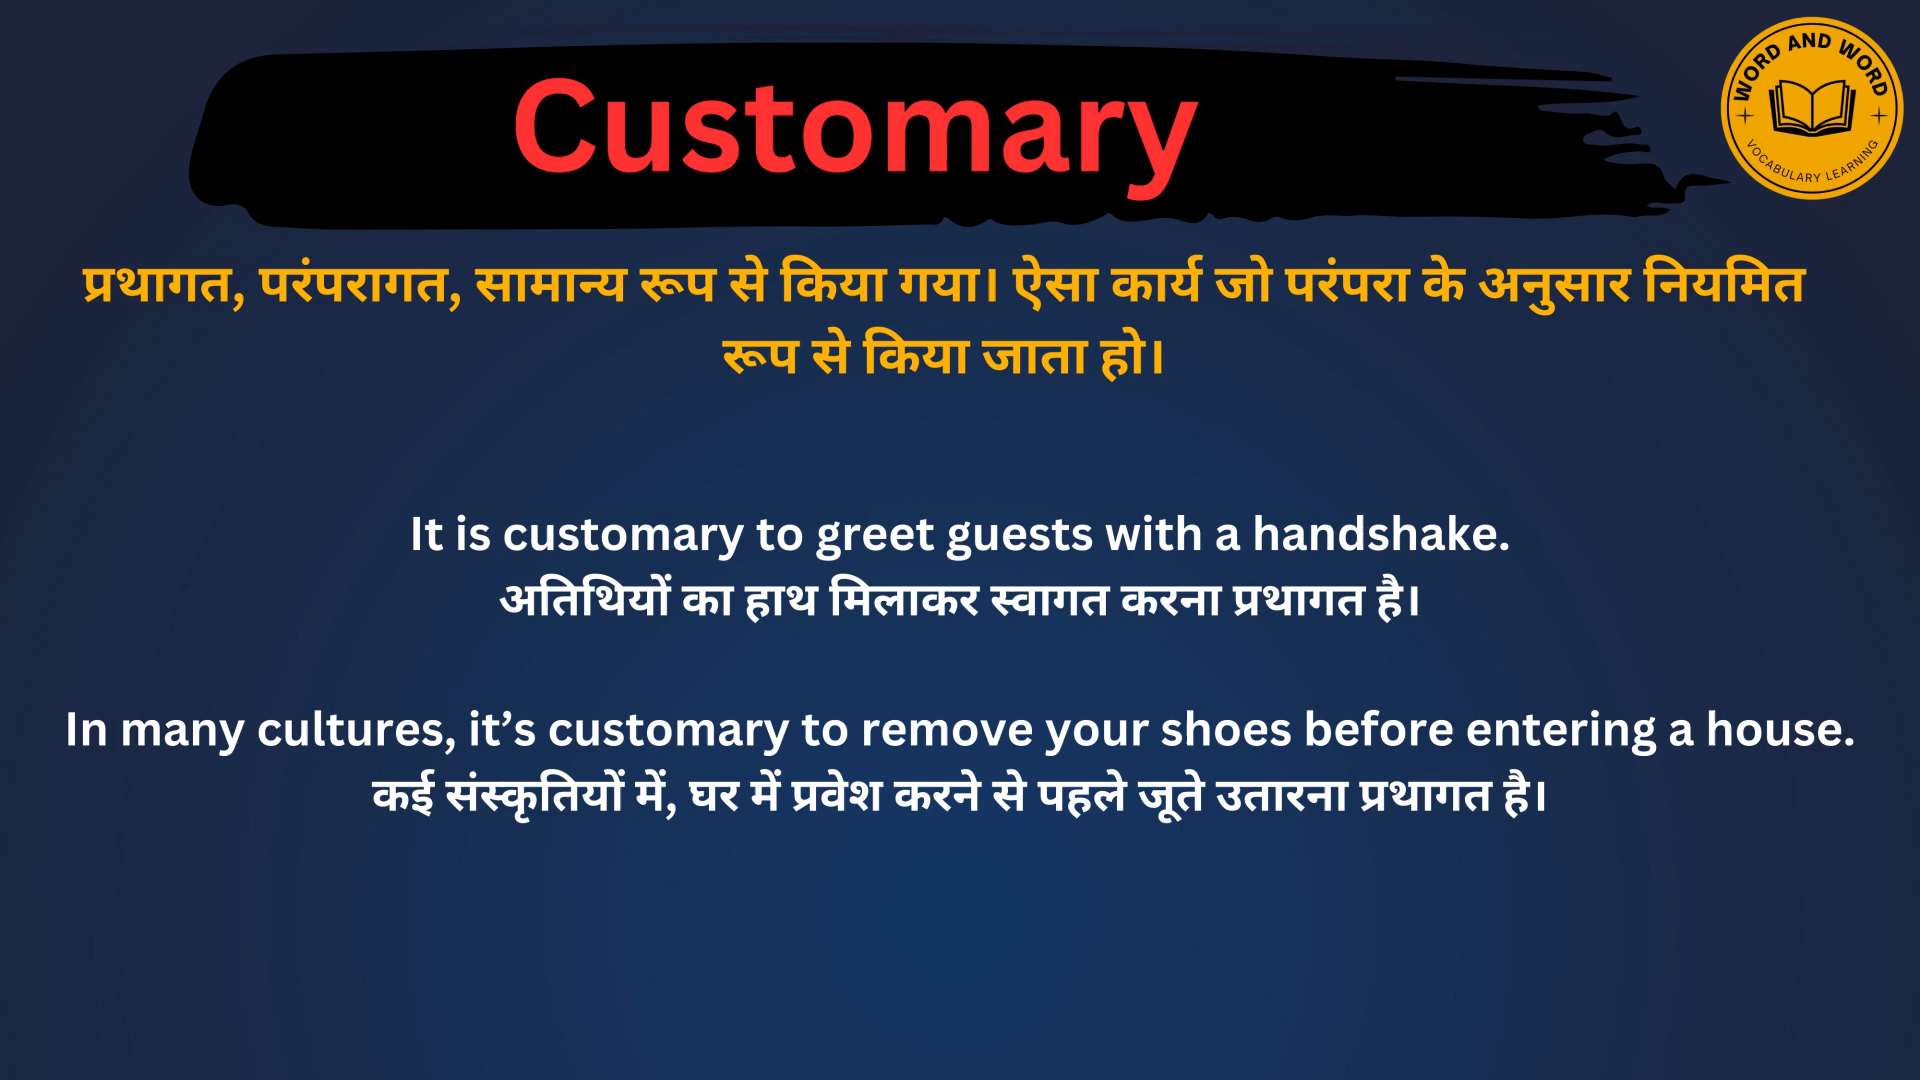 Customary
WORD AND WORD
VOCABULARY LEARNING
प्रथागत, परंपरागत, सामान्य रूप से किया गया। ऐसा कार्य जो परंपरा के अनुसार नियमित
रूप से किया जाता हो।
It is customary to greet guests with a handshake.
अतिथियों का हाथ मिलाकर स्वागत करना प्रथागत है।
In many cultures, it’s customary to remove your shoes before entering a house.
कई संस्कृतियों में, घर में प्रवेश करने से पहले जूते उतारना प्रथागत है।